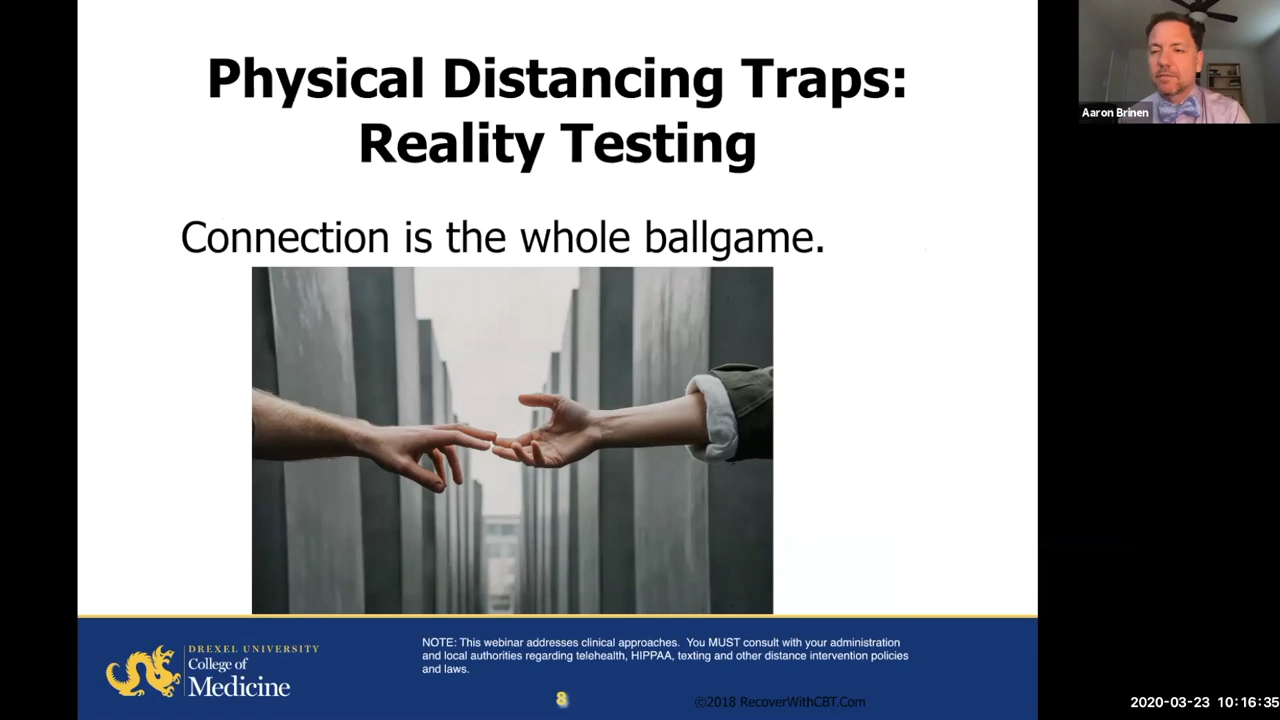 Physical Distancing Traps:
Reality Testing
Connection is the whole ballgame.
Aaron Brinen
DREXEL UNIVERSITY
College of
Medicine
NOTE: This webinar addresses clinical approaches. You MUST consult with your administration
and local authorities regarding telehealth, HIPPAA, texting and other distance intervention policies
and laws.
8
©2018 RecoverWithCBT.Com
2020-03-23 10:16:35